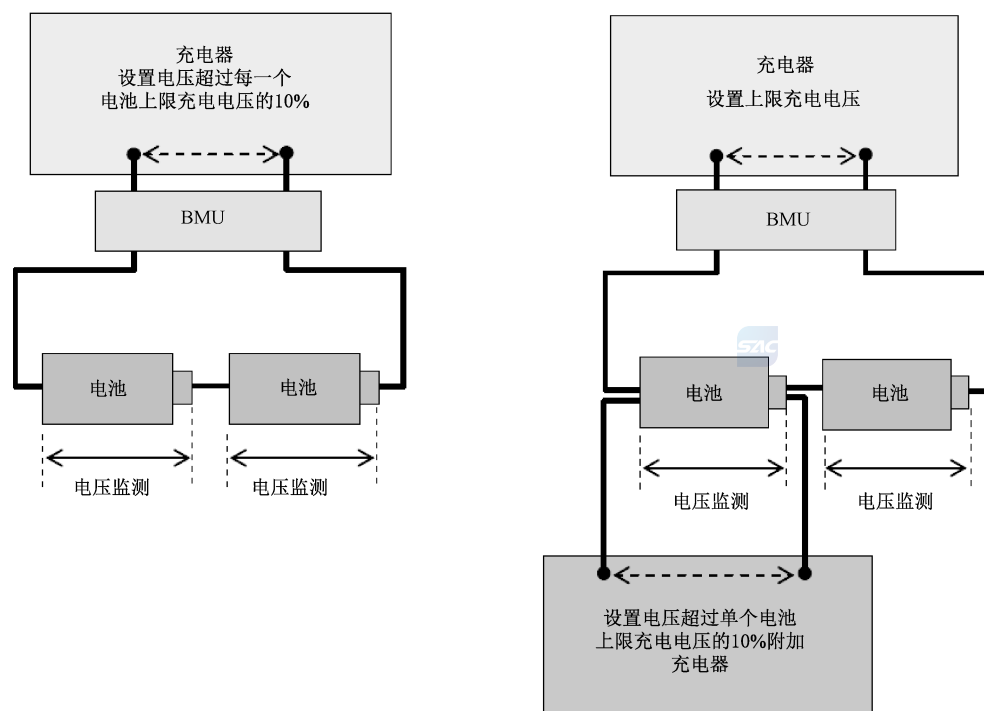 充电器
设置电压超过每一个
电池上限充电电压的10%
BMU
电池
电池
电压监测
电压监测
充电器
设置上限充电电压
BMU
SAC
电池
电池
电压监测
电压监测
设置电压超过单个电池
上限充电电压的10%附加
充电器